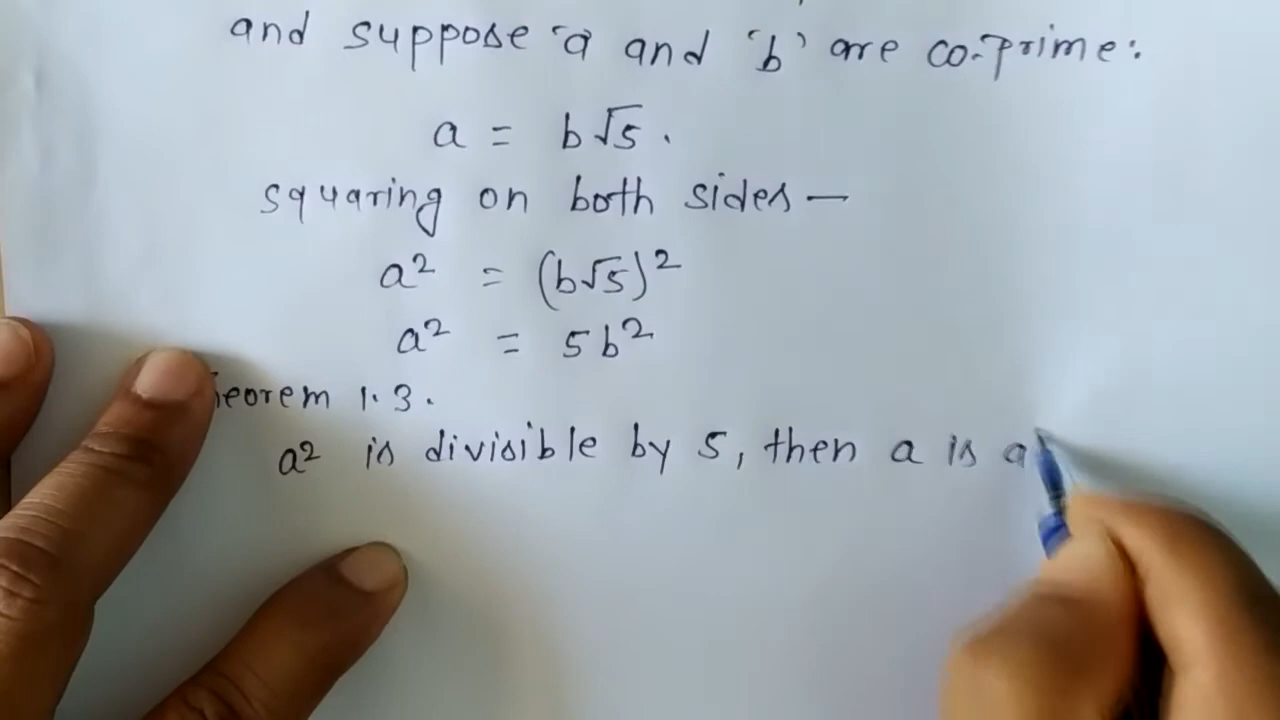 and suppose 'a' and 'b' are co-prime:
a = b√5.
squaring on both sides —
a² = (b√5)²
a² = 5b²
eorem 1.3.
a² is divisible by 5, then a is a